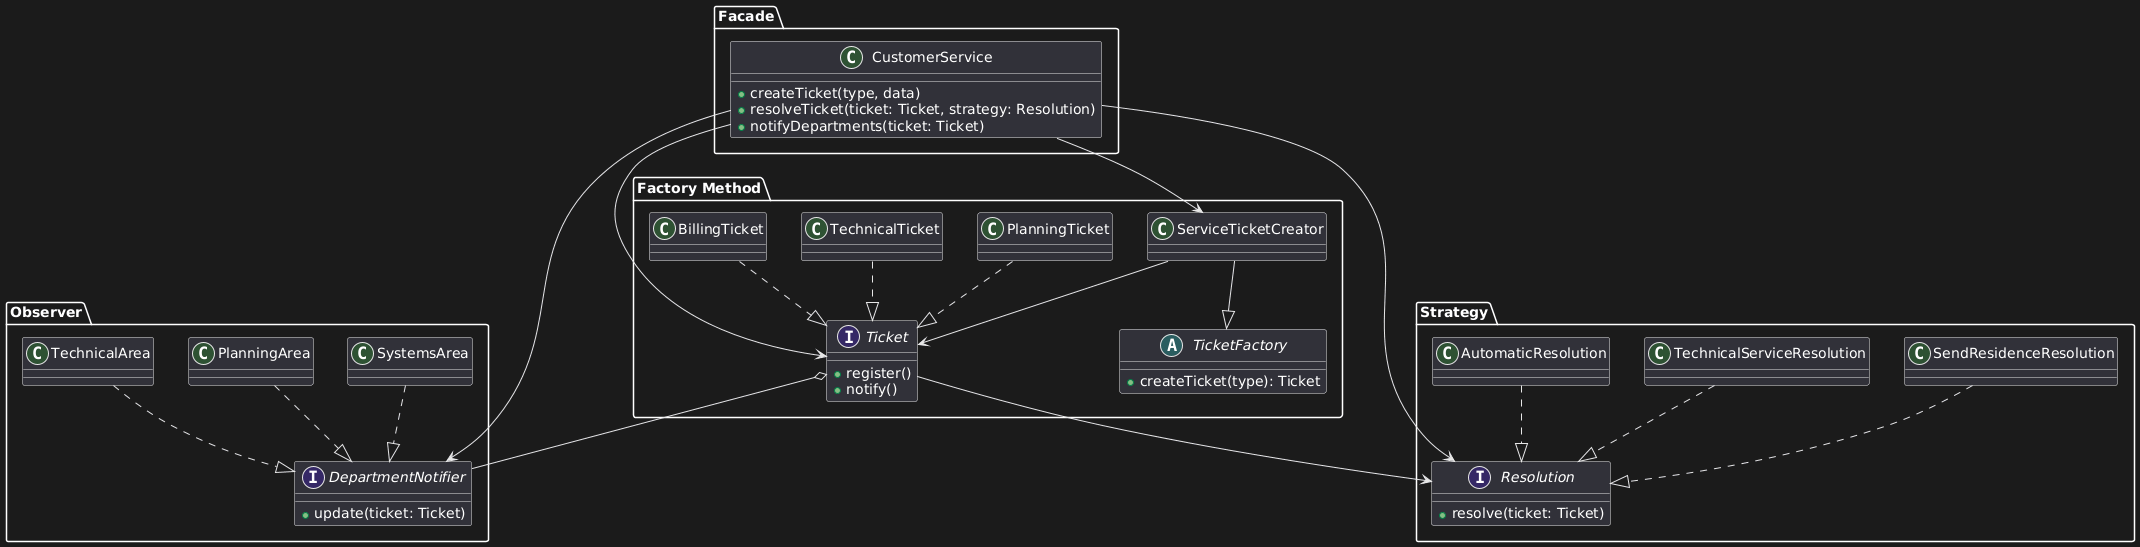 Facade
C CustomerService
createTicket(type, data)
resolveTicket(ticket: Ticket, strategy: Resolution)
notifyDepartments(ticket: Ticket)
Factory Method
C BillingTicket
C TechnicalTicket
C PlanningTicket
C ServiceTicketCreator
I Ticket
register()
notify()
A TicketFactory
createTicket(type): Ticket
Observer
C TechnicalArea
C PlanningArea
C SystemsArea
I DepartmentNotifier
update(ticket: Ticket)
Strategy
C AutomaticResolution
C TechnicalServiceResolution
C SendResidenceResolution
I Resolution
resolve(ticket: Ticket)